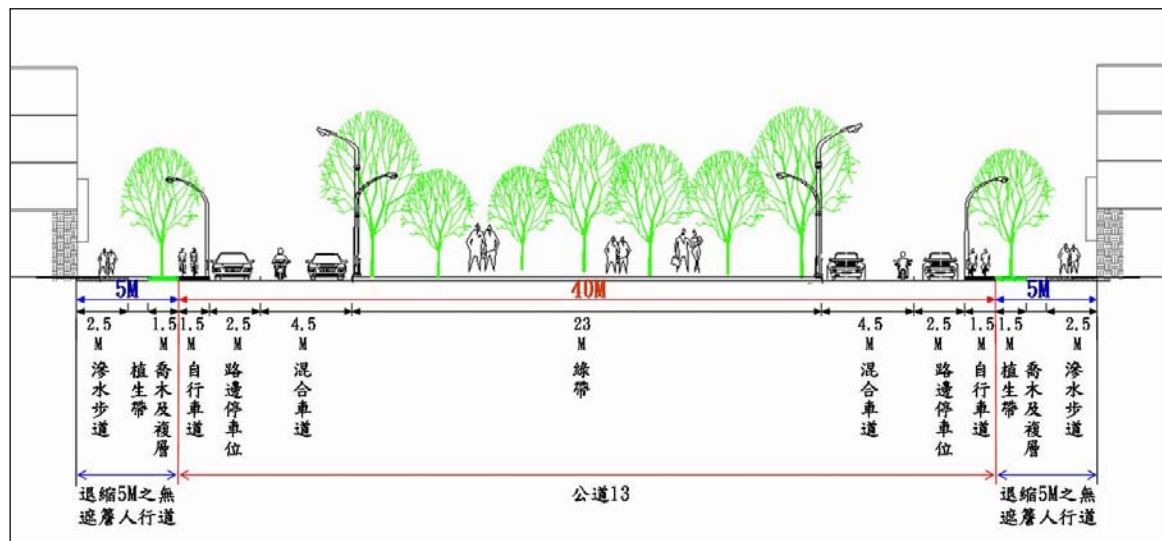 5M
40M
5M
2.5
M
滲水步道
1.5
M
喬木及複層
植生帶
1.5
M
自行車道
2.5
M
路邊停車位
4.5
M
混合車道
23
M
綠帶
4.5
M
混合車道
2.5
M
路邊停車位
1.5
M
自行車道
1.5
M
喬木及複層
植生帶
2.5
M
滲水步道
退縮5M之無
遮簷人行道
公道13
退縮5M之無
遮簷人行道